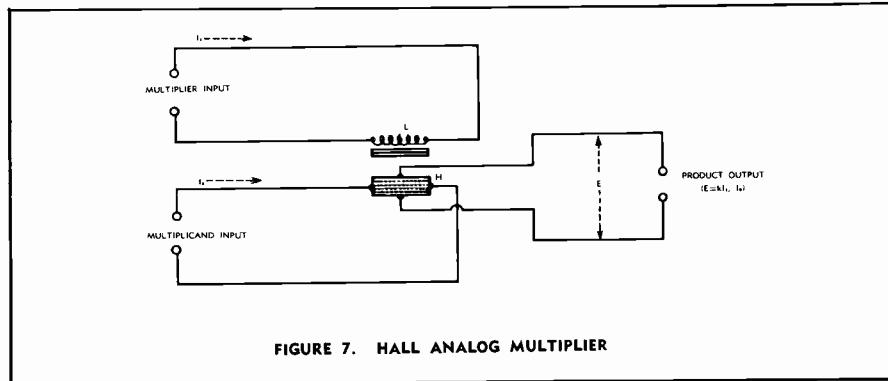 MULTIPLIER INPUT
L
H
E
PRODUCT OUTPUT
MULTIPLICAND INPUT
FIGURE 7. HALL ANALOG MULTIPLIER